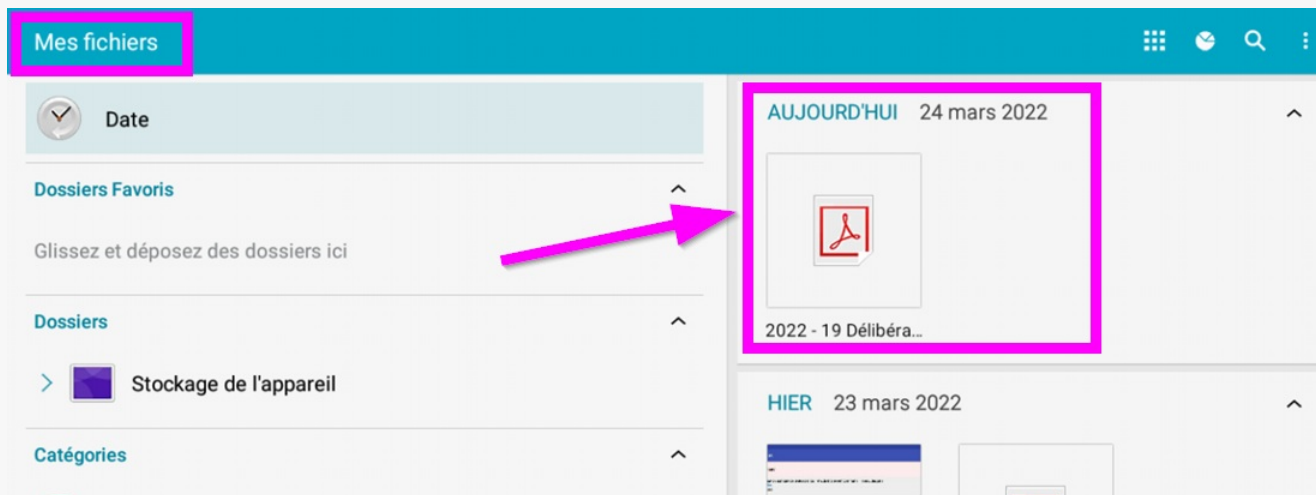 Mes fichiers
Date
Dossiers Favoris
Glissez et déposez des dossiers ici
Dossiers
Stockage de l'appareil
Catégories
AUJOURD'HUI 24 mars 2022
2022 - 19 Délibéra...
HIER 23 mars 2022